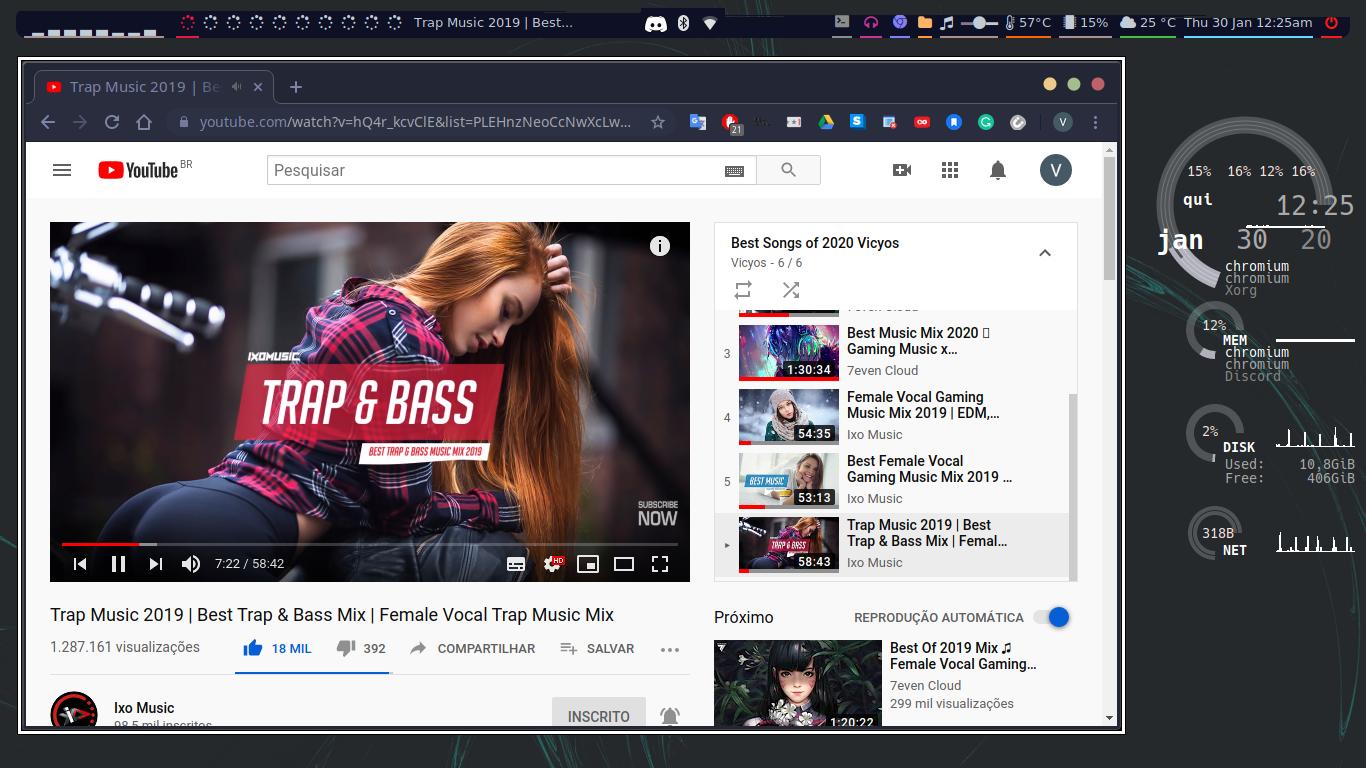 Trap Music 2019 | Best...
57°C
15%
25 °C
Thu 30 Jan 12:25am
Trap Music 2019 | Be
youtube.com/watch?v=hQ4r_kcvClE&list=PLEHnzNeoCcNwXcLw...
21
V
YouTube BR
Pesquisar
V
IXOMUSIC
TRAP & BASS
BEST TRAP & BASS MUSIC MIX 2019
SUBSCRIBE
NOW
7:22 / 58:42
HD
Best Songs of 2020 Vicyos
Vicyos - 6 / 6
3
1:30:34
Best Music Mix 2020
Gaming Music x...
7even Cloud
4
54:35
Female Vocal Gaming
Music Mix 2019 | EDM,...
Ixo Music
5
BEST MUSIC
53:13
Best Female Vocal
Gaming Music Mix 2019 ...
Ixo Music
TRAP & BASS
58:43
Trap Music 2019 | Best
Trap & Bass Mix | Femal...
Ixo Music
Trap Music 2019 | Best Trap & Bass Mix | Female Vocal Trap Music Mix
1.287.161 visualizações
18 MIL
392
COMPARTILHAR
SALVAR
Ixo Music
98,5 mil inscritos
INSCRITO
Próximo
REPRODUÇÃO AUTOMÁTICA
1:20:22
Best Of 2019 Mix ♫
Female Vocal Gaming...
7even Cloud
299 mil visualizações
15% 16% 12% 16%
qui
12:25
jan 30 20
chromium
chromium
Xorg
12%
MEM
chromium
chromium
Discord
2%
DISK
Used: 10,8GiB
Free: 406GiB
318B
NET